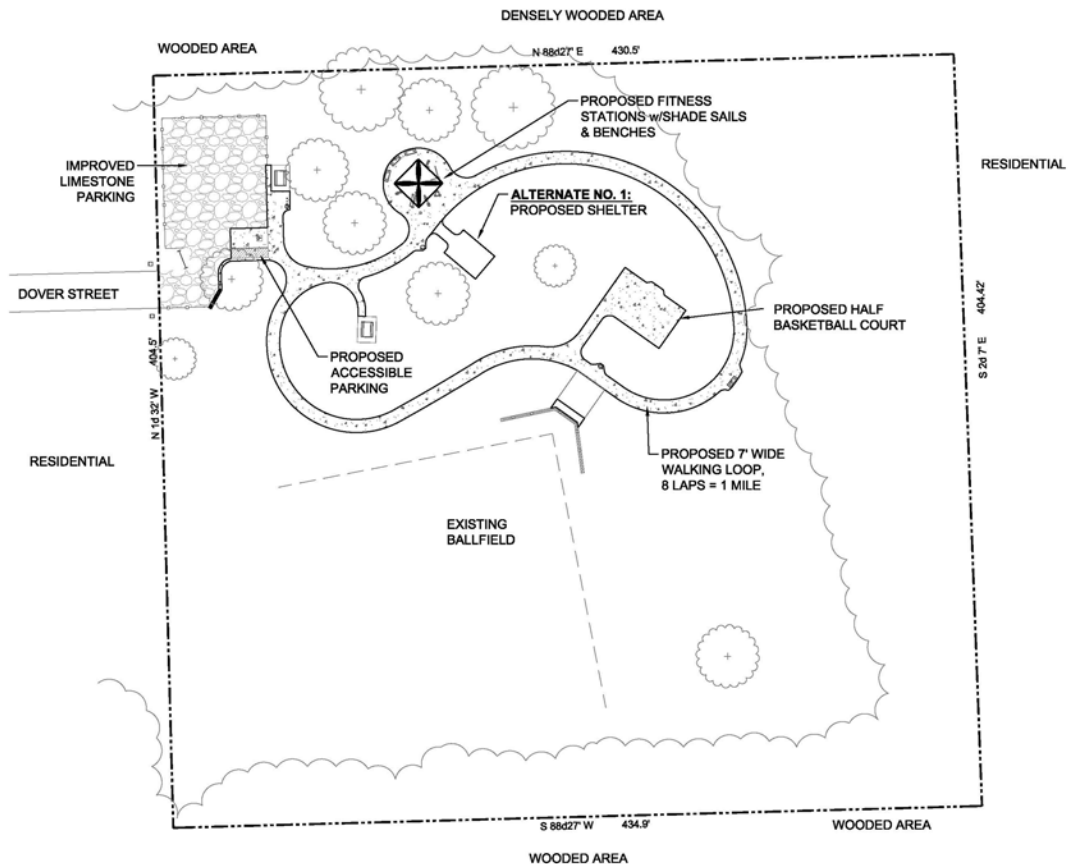 DENSELY WOODED AREA
WOODED AREA
N 88d27' E 430.5'
PROPOSED FITNESS
STATIONS w/SHADE SAILS
& BENCHES
IMPROVED
LIMESTONE
PARKING
RESIDENTIAL
ALTERNATE NO. 1:
PROPOSED SHELTER
DOVER STREET
PROPOSED HALF
BASKETBALL COURT
S 2d 7' E 404.42'
PROPOSED
ACCESSIBLE
PARKING
N 1d 32' W 404.5'
RESIDENTIAL
PROPOSED 7' WIDE
WALKING LOOP,
8 LAPS = 1 MILE
EXISTING
BALLFIELD
S 88d27' W 434.9'
WOODED AREA
WOODED AREA